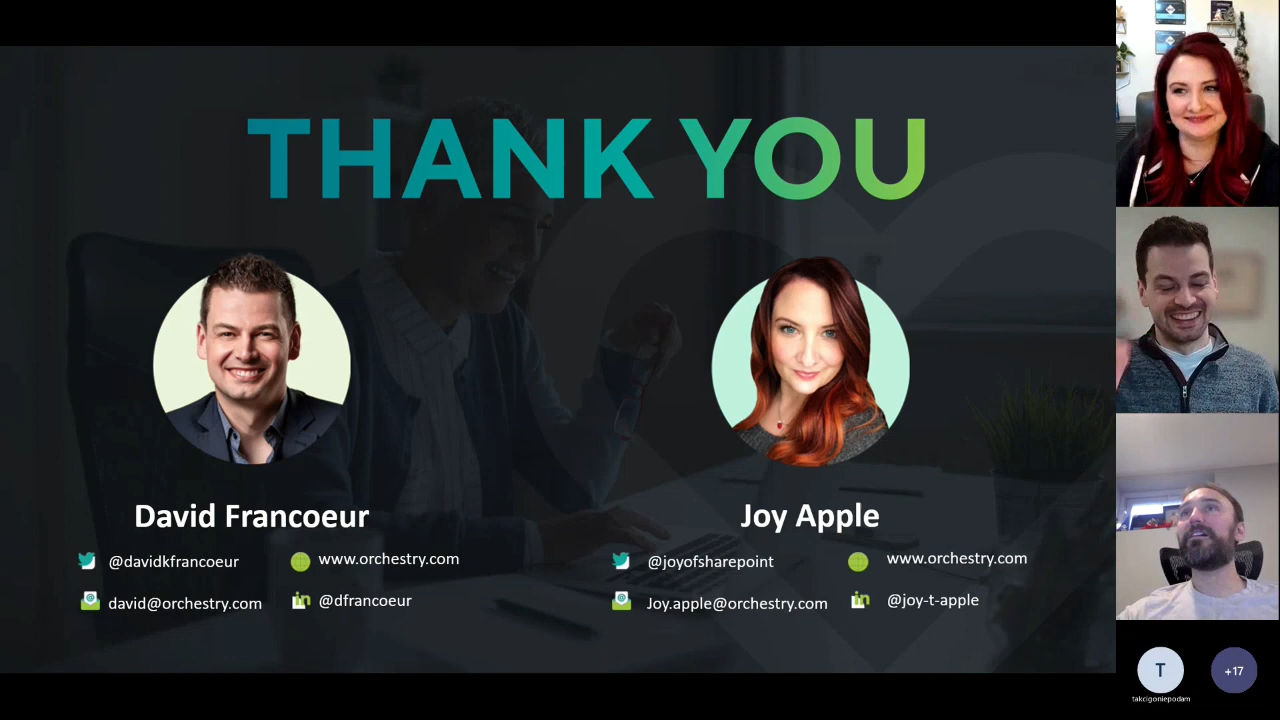 THANK YOU
David Francoeur
@davidkfrancoeur
www.orchestry.com
david@orchestry.com
@dfrancoeur
Joy Apple
@joyofsharepoint
www.orchestry.com
Joy.apple@orchestry.com
@joy-t-apple
T
takcigoniepodam
+17